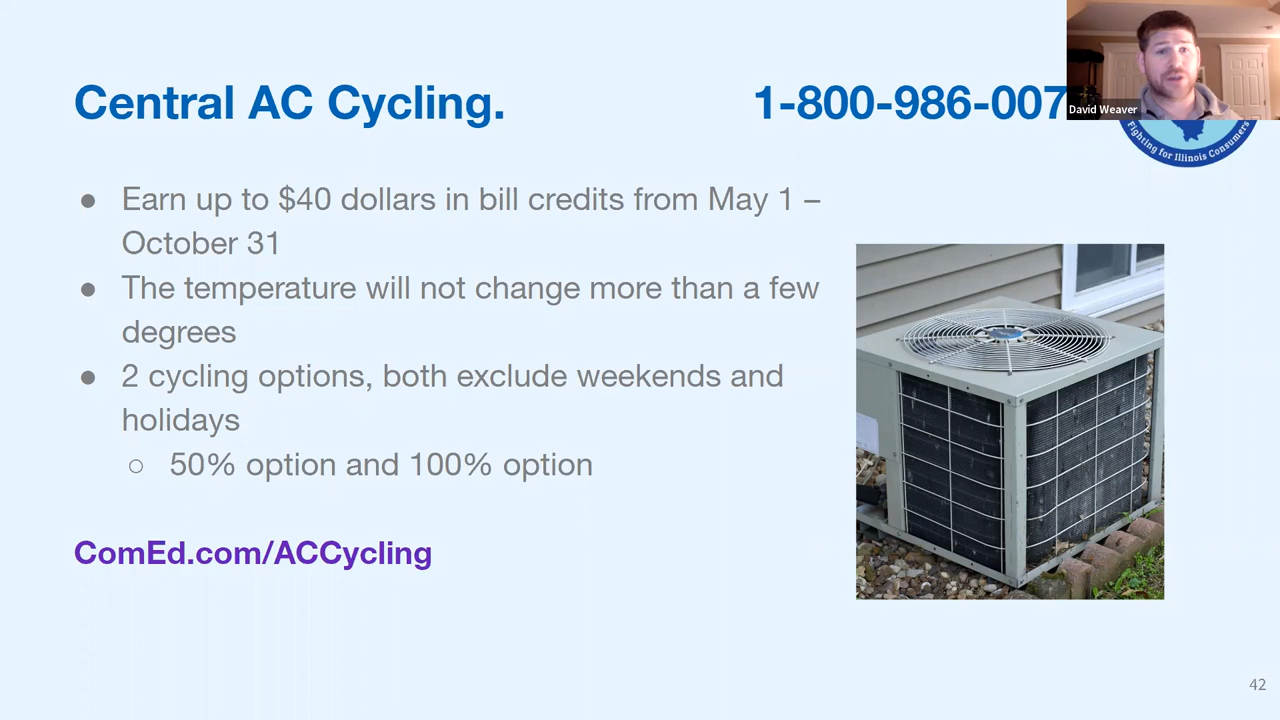 Central AC Cycling.
1-800-986-007
David Weaver
Fighting for Illinois Consumers
● Earn up to $40 dollars in bill credits from May 1 –
October 31
● The temperature will not change more than a few
degrees
● 2 cycling options, both exclude weekends and
holidays
○ 50% option and 100% option
ComEd.com/ACCycling
42